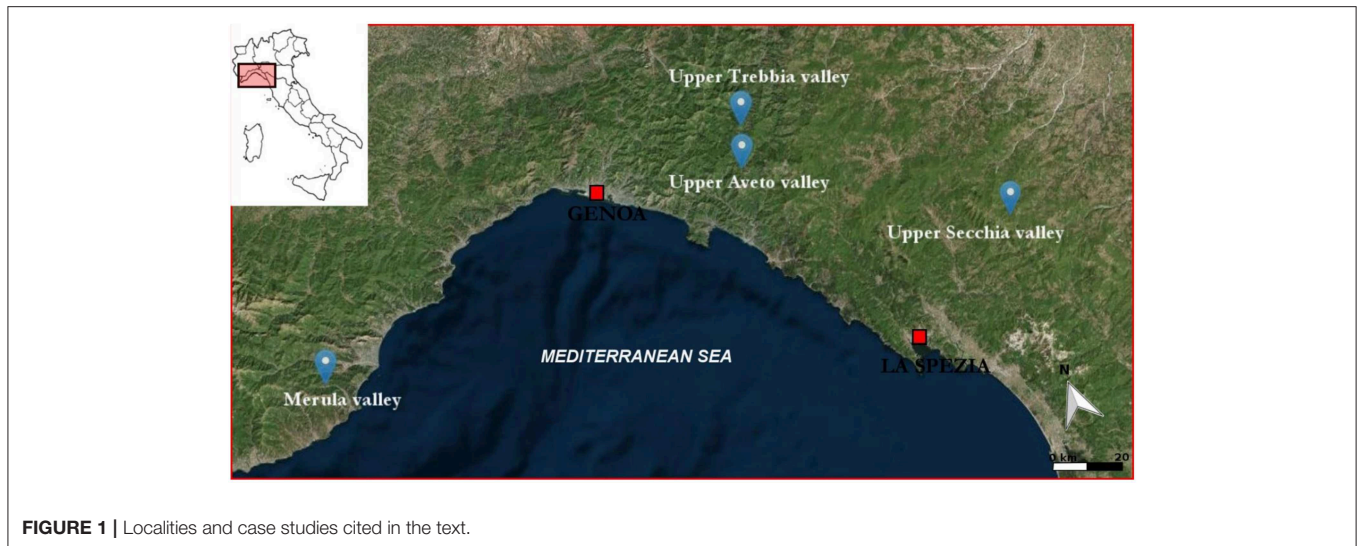 Upper Trebbia valley
Upper Aveto valley
GENOA
Upper Secchia valley
MEDITERRANEAN SEA
LA SPEZIA
N
Merula valley
0 km 20
FIGURE 1 | Localities and case studies cited in the text.